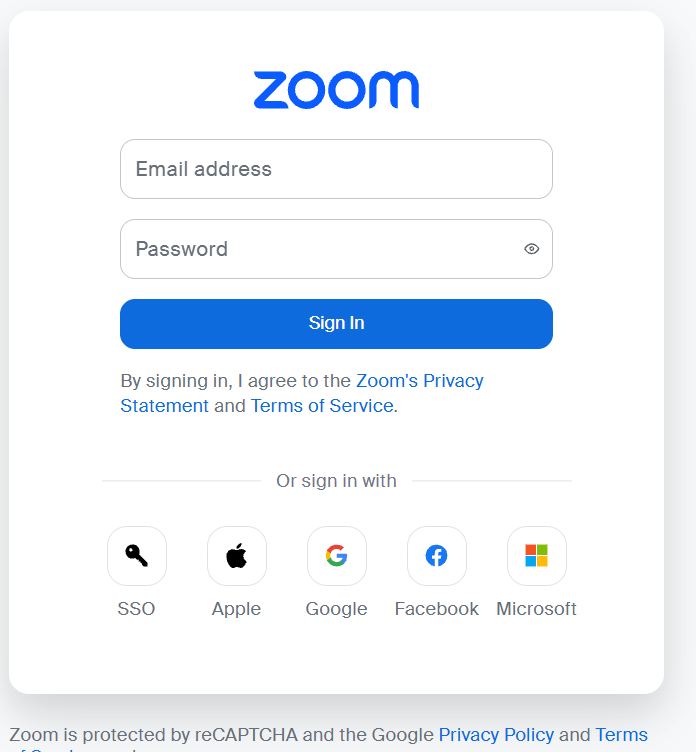 zoom
Email address
Password
Sign In
By signing in, I agree to the Zoom's Privacy
Statement and Terms of Service.
Or sign in with
SSO
Apple
Google
Facebook
Microsoft
Zoom is protected by reCAPTCHA and the Google Privacy Policy and Terms